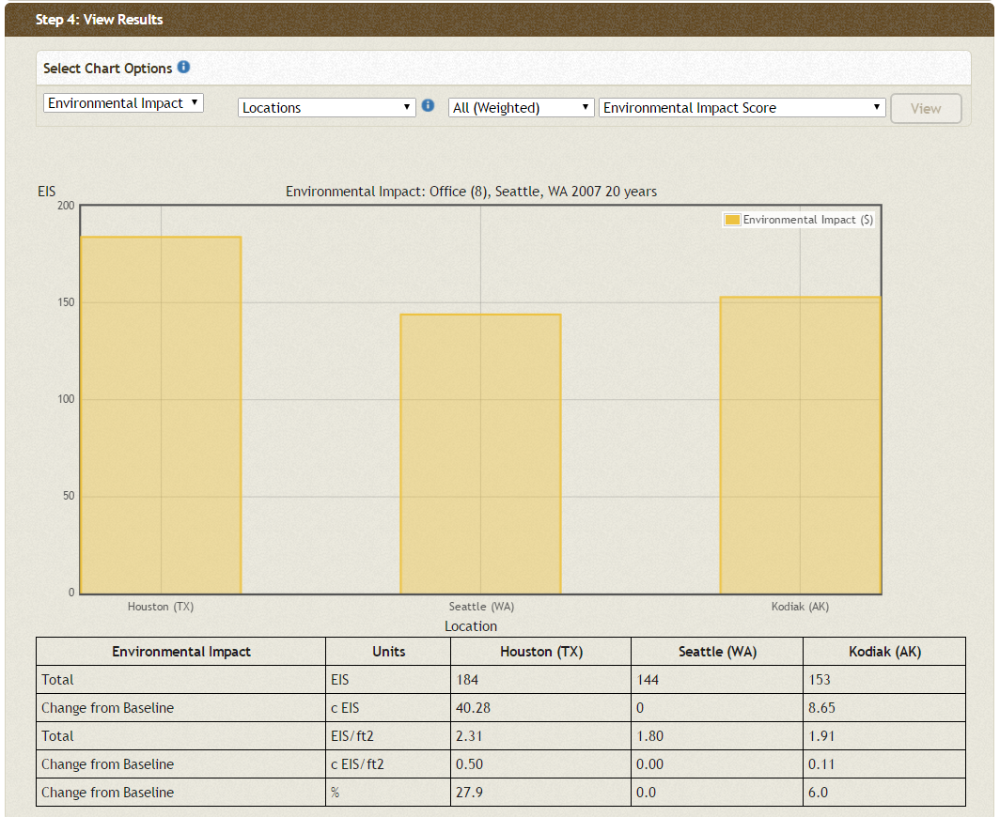 Step 4: View Results
Select Chart Options i
Environmental Impact Locations i All (Weighted) Environmental Impact Score View
EIS Environmental Impact: Office (8), Seattle, WA 2007 20 years
200
Environmental Impact ($)
150
100
50
0
Houston (TX) Seattle (WA) Kodiak (AK)
Location
Environmental Impact Units Houston (TX) Seattle (WA) Kodiak (AK)
Total EIS 184 144 153
Change from Baseline c EIS 40.28 0 8.65
Total EIS/ft2 2.31 1.80 1.91
Change from Baseline c EIS/ft2 0.50 0.00 0.11
Change from Baseline % 27.9 0.0 6.0